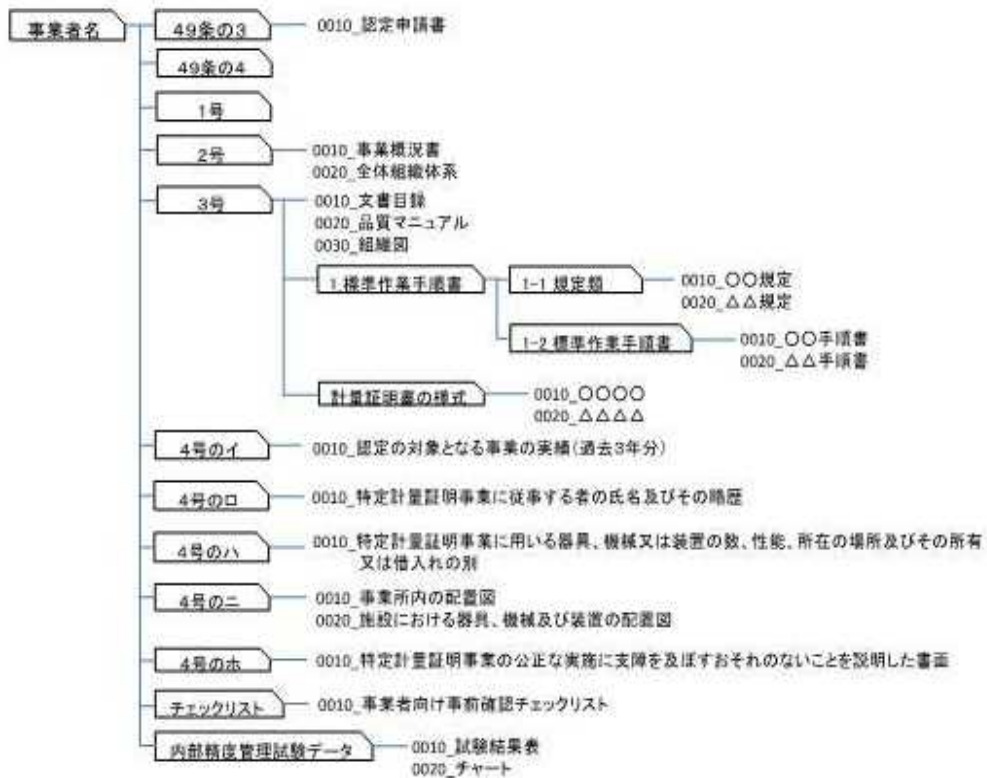 事業者名
49条の3
0010_認定申請書
49条の4
1号
2号
0010_事業概況書
0020_全体組織体系
3号
0010_文書目録
0020_品質マニュアル
0030_組織図
1.標準作業手順書
1-1 規定類
0010_〇〇規定
0020_△△規定
1-2 標準作業手順書
0010_〇〇手順書
0020_△△手順書
計量証明書の様式
0010_〇〇〇〇
0020_△△△△
4号のイ
0010_認定の対象となる事業の実績(過去3年分)
4号のロ
0010_特定計量証明事業に従事する者の氏名及びその略歴
4号のハ
0010_特定計量証明事業に用いる器具、機械又は装置の数、性能、所在の場所及びその所有
又は借入れの別
4号のニ
0010_事業所内の配置図
0020_施設における器具、機械及び装置の配置図
4号のホ
0010_特定計量証明事業の公正な実施に支障を及ぼすおそれのないことを説明した書面
チェックリスト
0010_事業者向け事前確認チェックリスト
内部精度管理試験データ
0010_試験結果表
0020_チャート